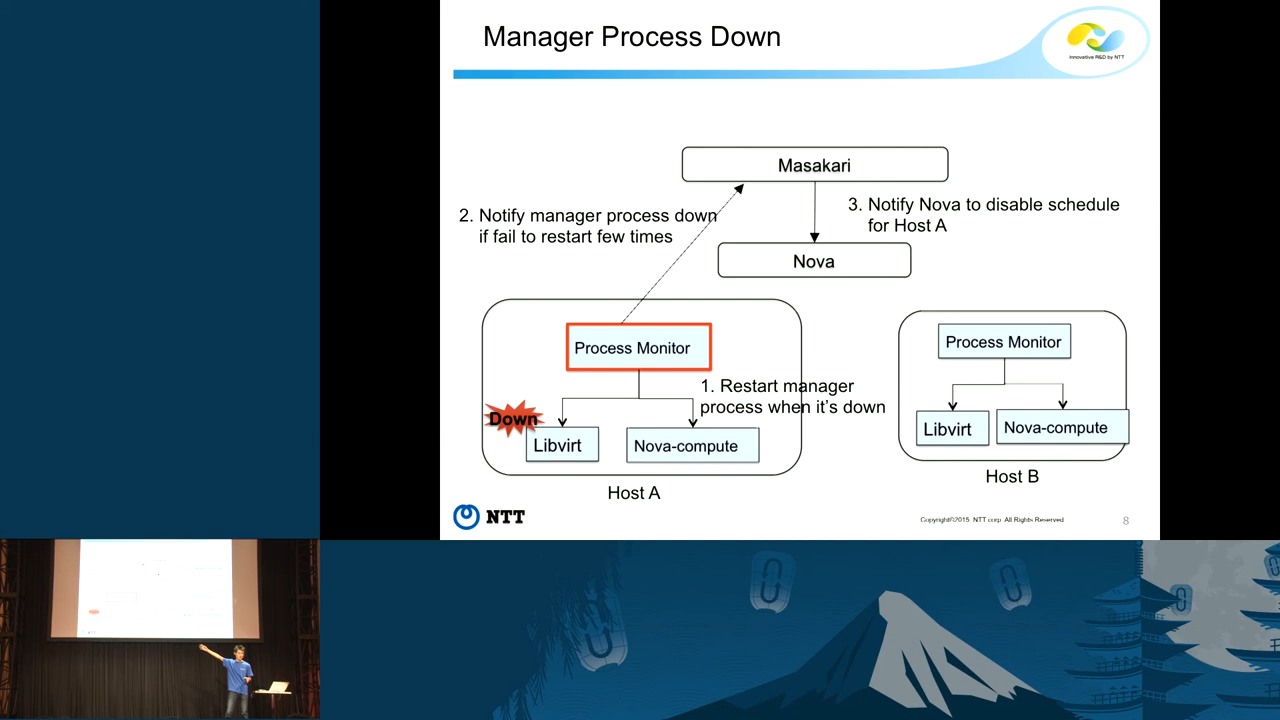 Manager Process Down
Innovative R&D by NTT
Masakari
2. Notify manager process down
if fail to restart few times
3. Notify Nova to disable schedule
for Host A
Nova
Process Monitor
1. Restart manager
process when it's down
Down
Libvirt
Nova-compute
Host A
Process Monitor
Libvirt
Nova-compute
Host B
NTT
Copyright©2015 NTT corp. All Rights Reserved
8